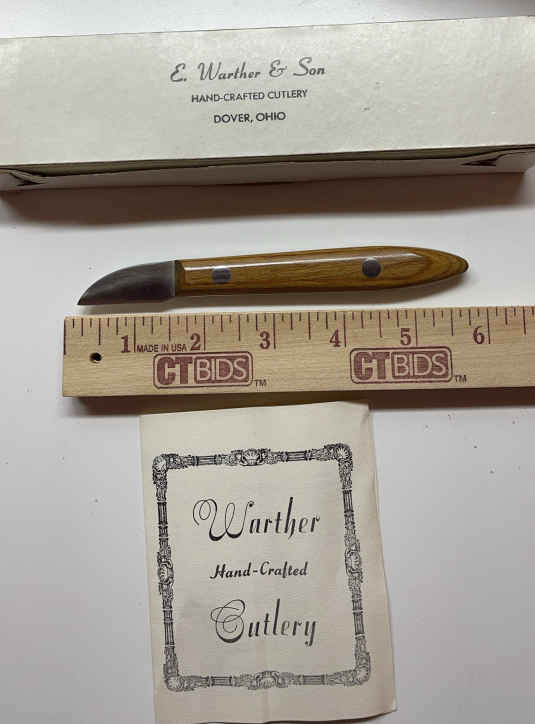 E. Warther & Son
HAND-CRAFTED CUTLERY
DOVER, OHIO
1 MADE IN USA 2 3 4 5 6
CTBIDS TM CTBIDS TM
Warther
Hand-Crafted
Cutlery